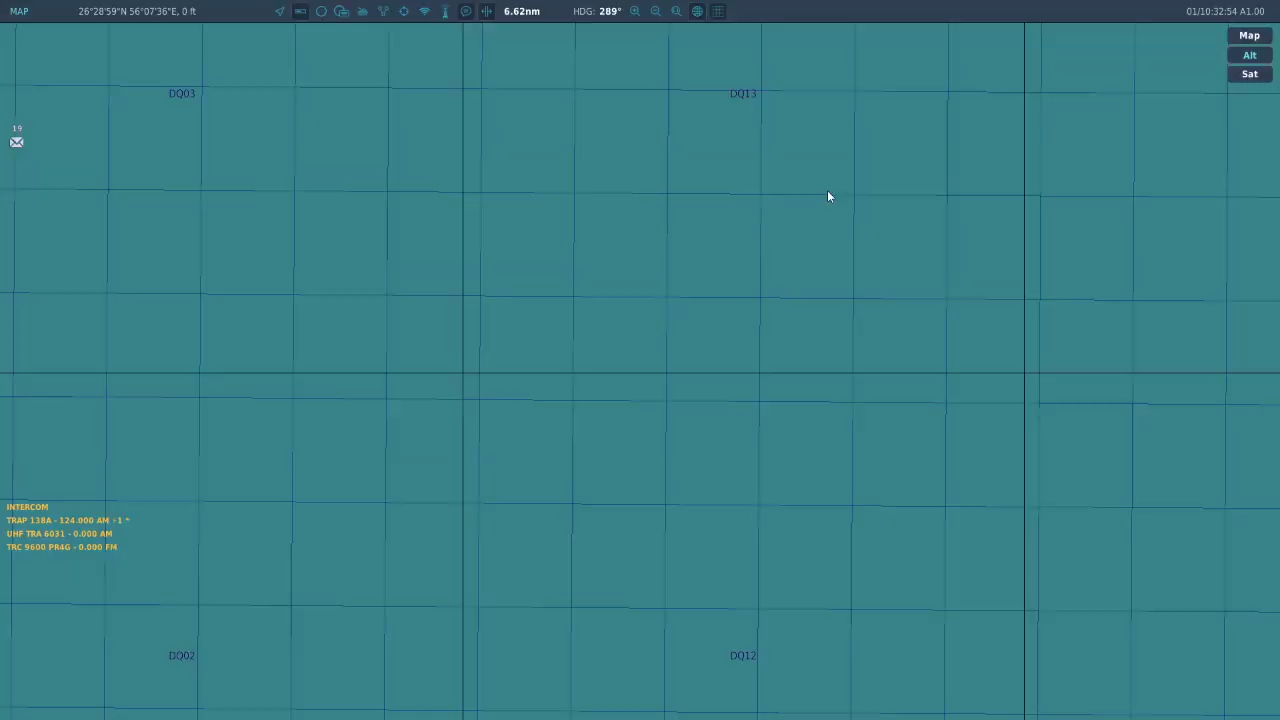 MAP 26°28'59"N 56°07'36"E, 0 ft 6.62nm HDG: 289° 01/10:32:54 A1.00
Map
Alt
Sat
DQ03 DQ13
19
INTERCOM
TRAP 138A - 124.000 AM ⚡1 *
UHF TRA 6031 - 0.000 AM
TRC 9600 PR4G - 0.000 FM
DQ02 DQ12